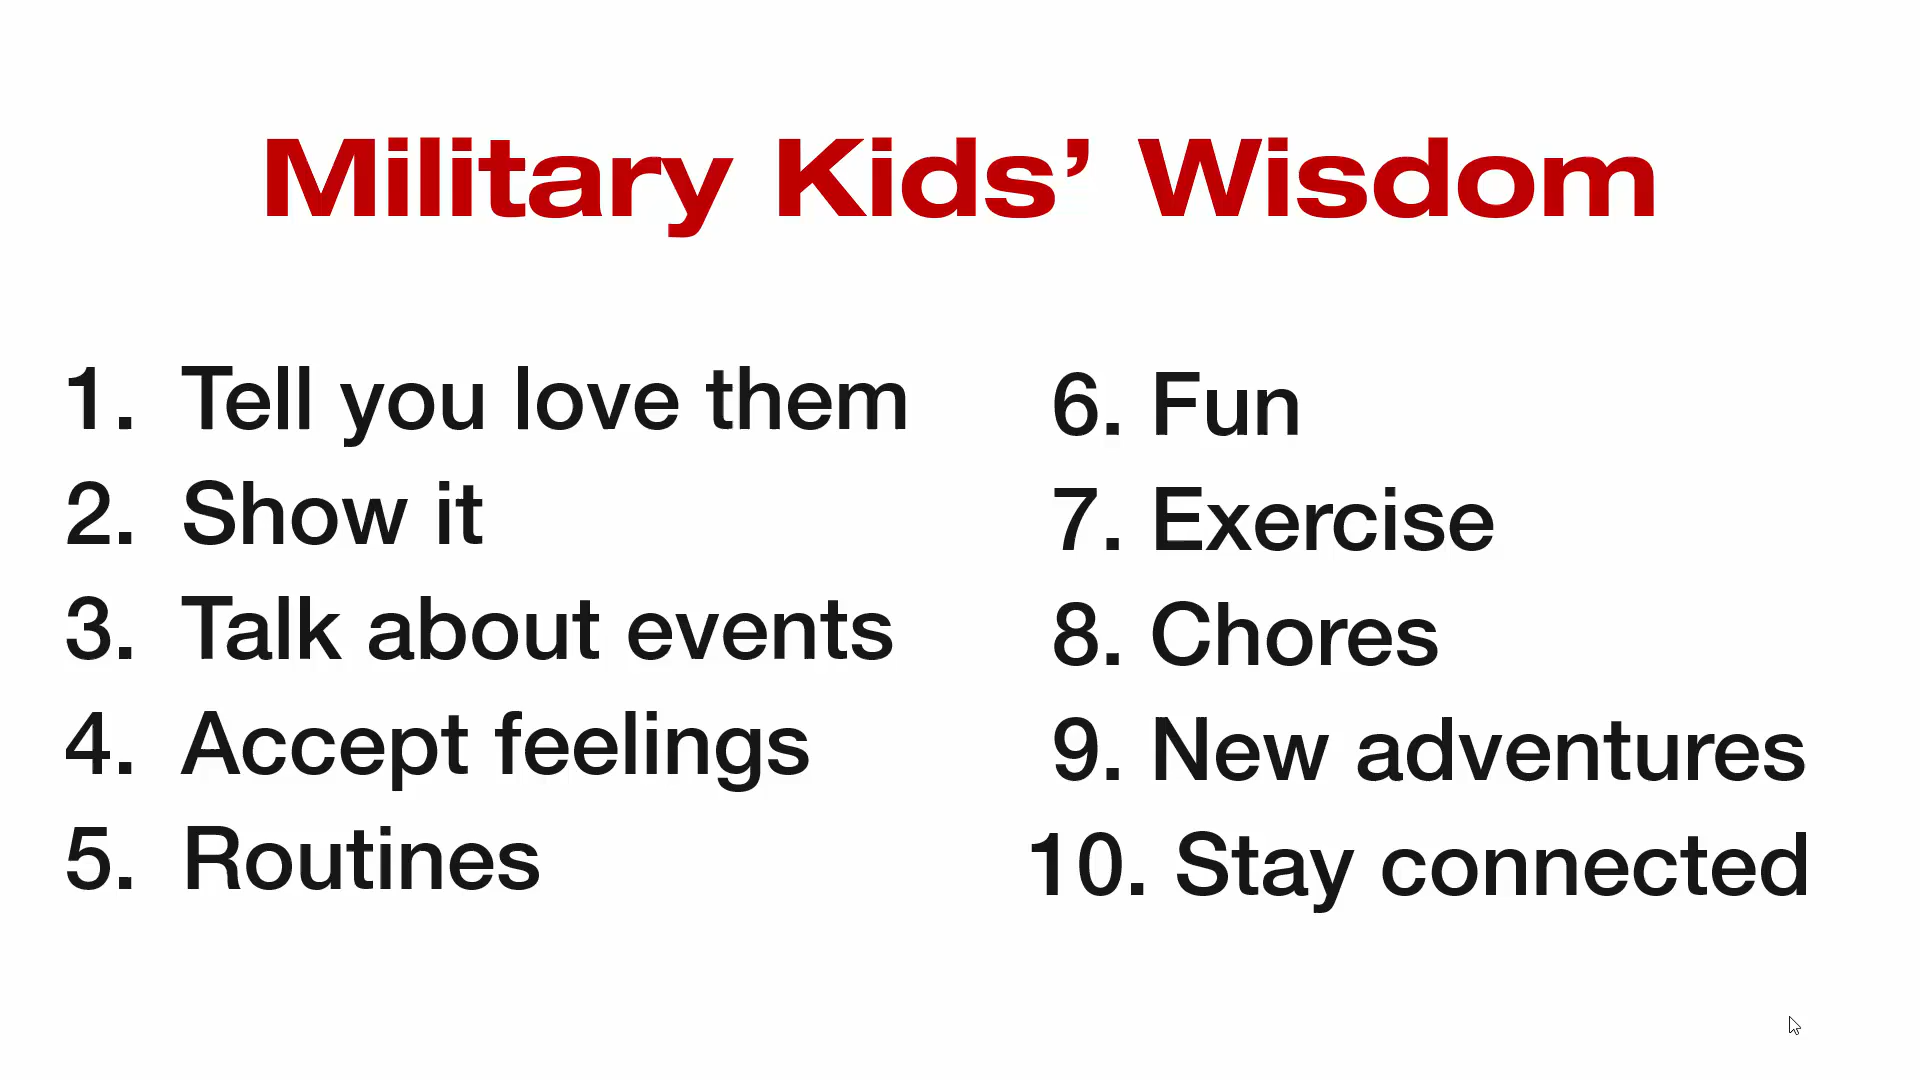 Military Kids’ Wisdom
1. Tell you love them
2. Show it
3. Talk about events
4. Accept feelings
5. Routines
6. Fun
7. Exercise
8. Chores
9. New adventures
10. Stay connected